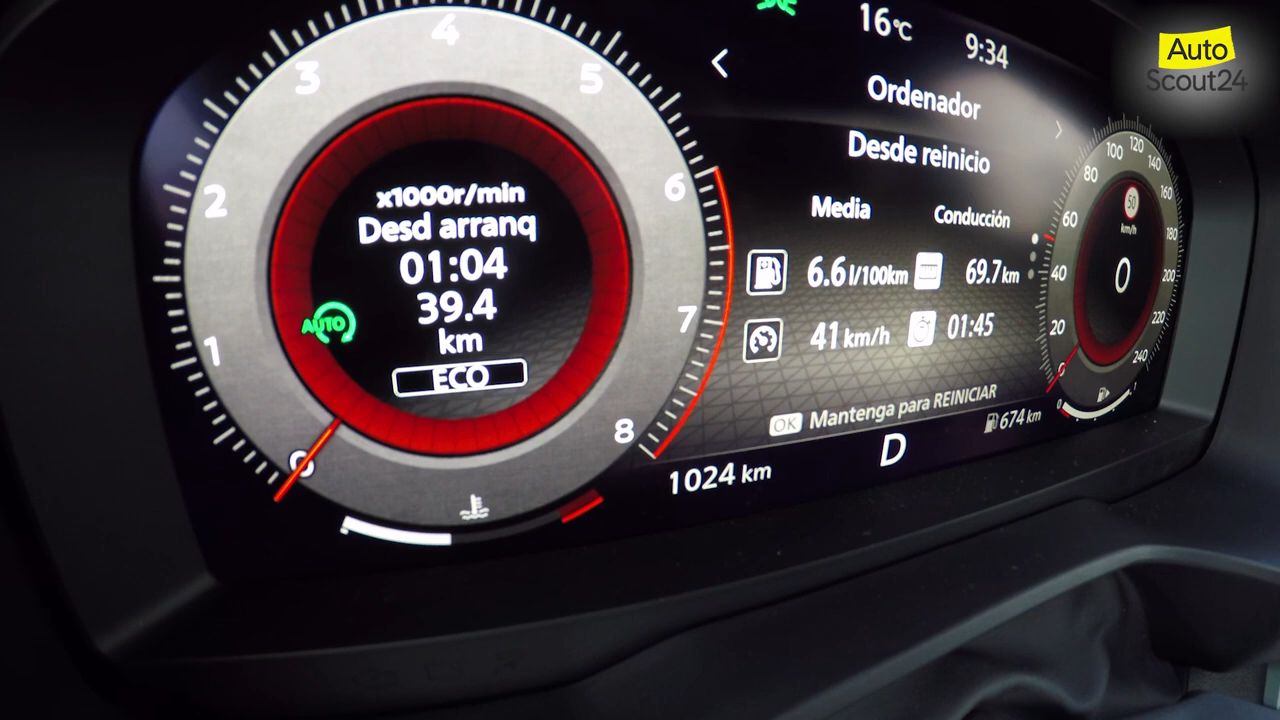 4
3
5
2
6
1
7
0
8
x1000r/min
Desd arranq
01:04
39.4
km
ECO
AUTO
16°C
9:34
Ordenador
Desde reinicio
Media
Conducción
6.6 l/100km
69.7 km
41 km/h
01:45
OK Mantenga para REINICIAR
674 km
1024 km
D
0
20
40
60
80
100
120
140
160
180
200
220
240
50
km/h
0
0
1
Auto
Scout24